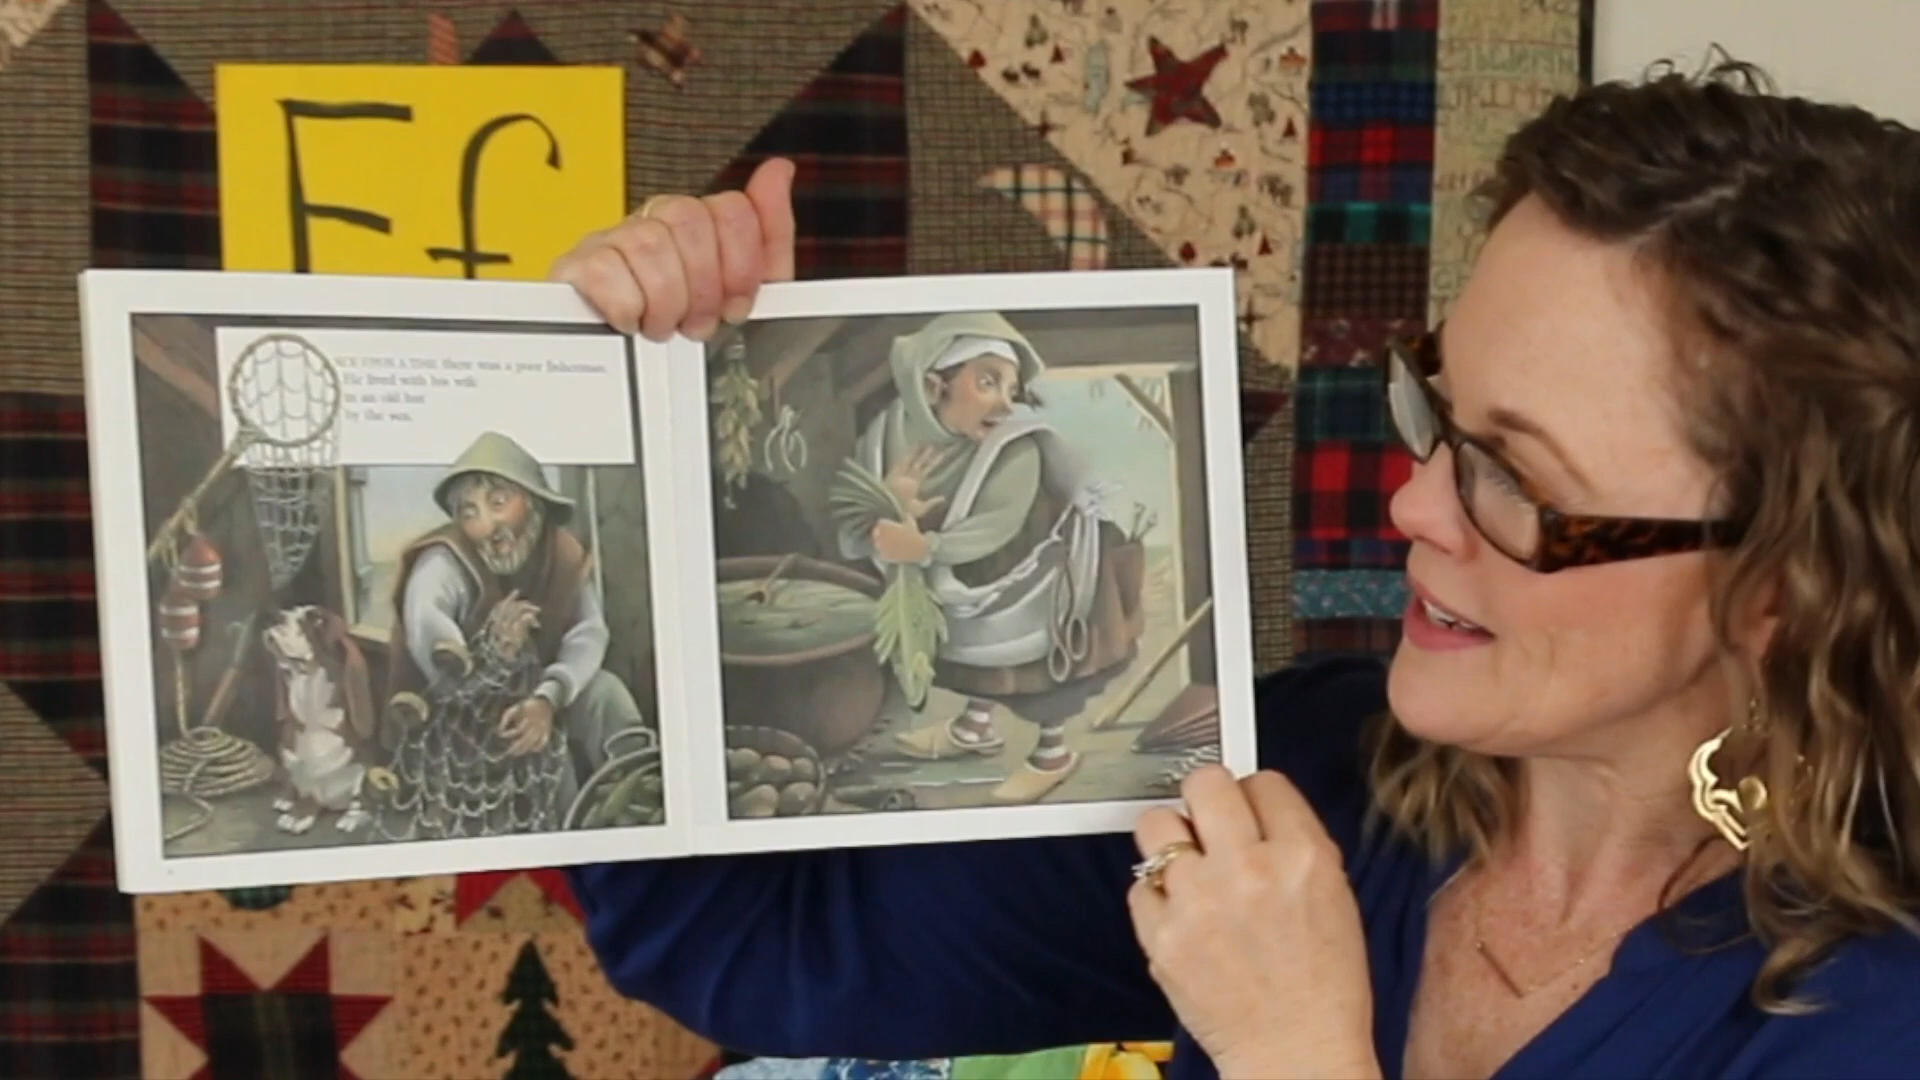 Ff
ONCE UPON A TIME there was a poor fisherman.
He lived with his wife
in an old hut
by the sea.